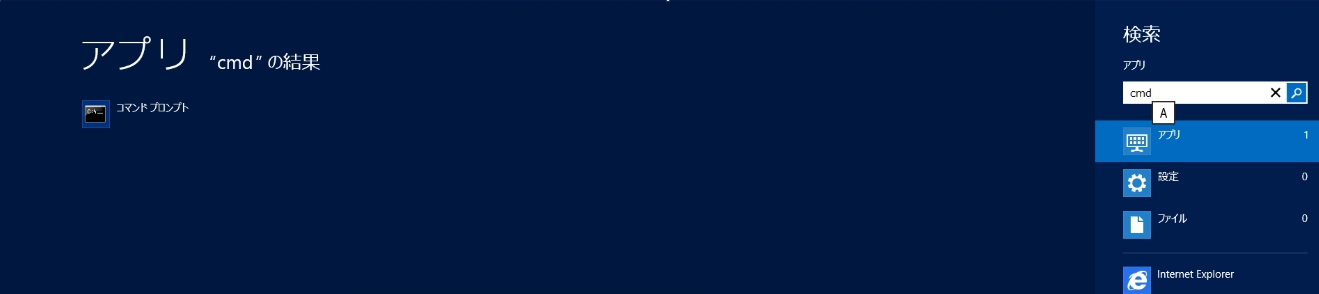 アプリ "cmd" の結果
コマンド プロンプト
検索
アプリ
cmd
A
アプリ 1
設定 0
ファイル 0
Internet Explorer